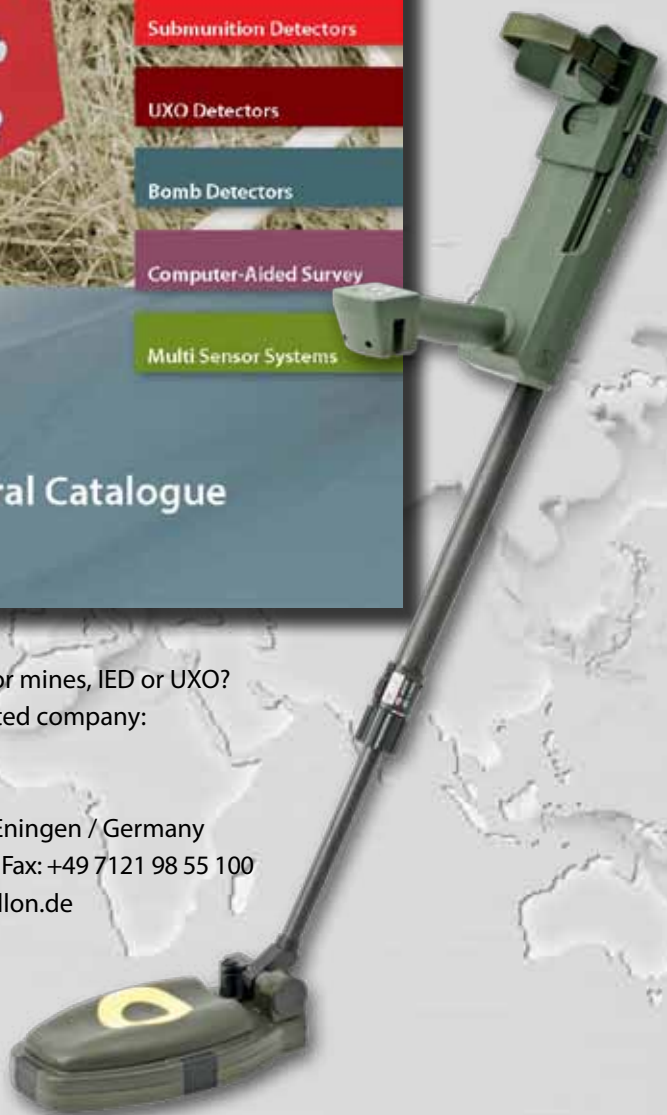 Submunition Detectors
UXO Detectors
Bomb Detectors
Computer-Aided Survey
Multi Sensor Systems
ral Catalogue
or mines, IED or UXO?
ted company:
Eningen / Germany
Fax: +49 7121 98 55 100
llon.de